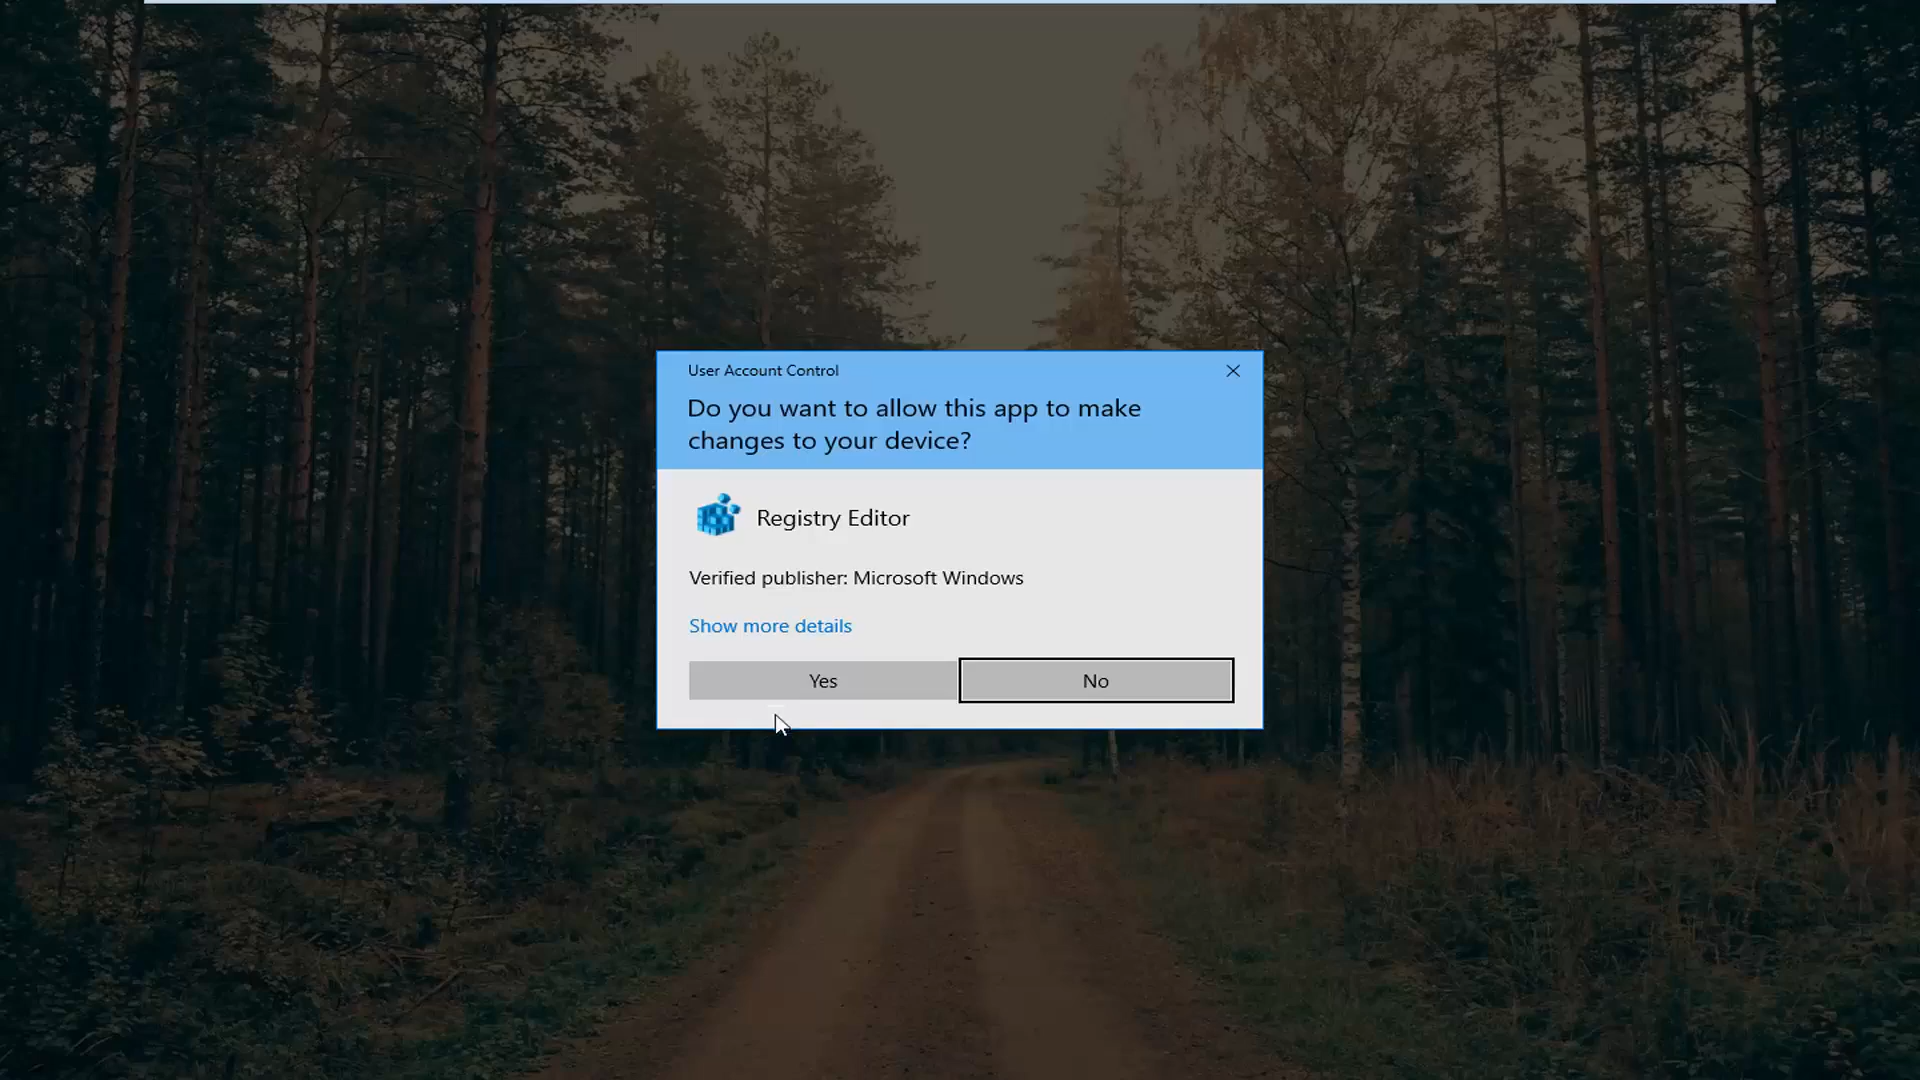 User Account Control
Do you want to allow this app to make
changes to your device?
Registry Editor
Verified publisher: Microsoft Windows
Show more details
Yes
No